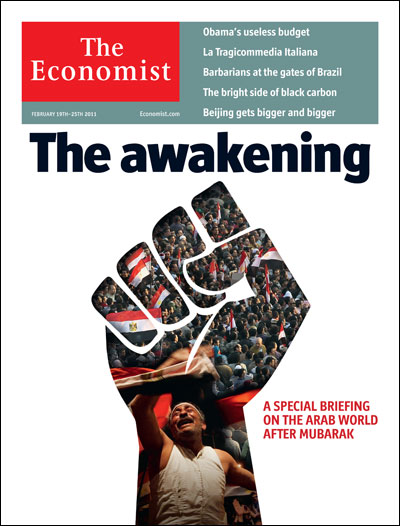 The
Economist
FEBRUARY 19TH–25TH 2011
Economist.com
Obama's useless budget
La Tragicommedia Italiana
Barbarians at the gates of Brazil
The bright side of black carbon
Beijing gets bigger and bigger
The awakening
A SPECIAL BRIEFING
ON THE ARAB WORLD
AFTER MUBARAK